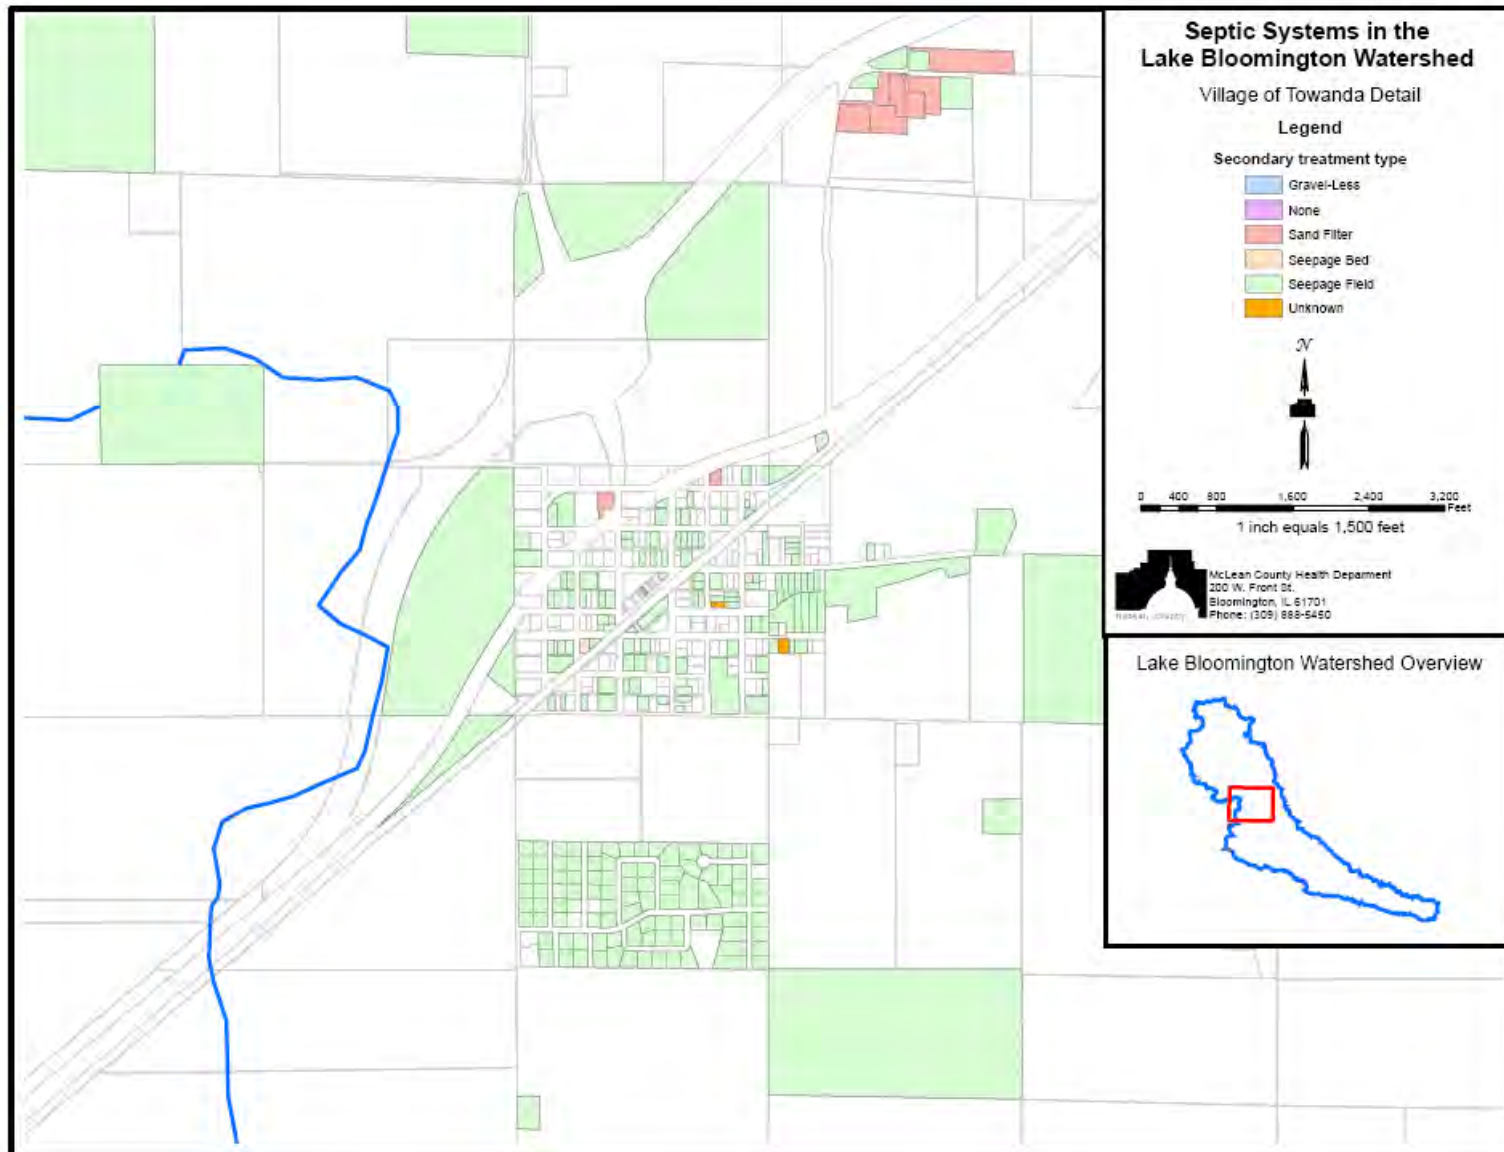 Septic Systems in the
Lake Bloomington Watershed
Village of Towanda Detail
Legend
Secondary treatment type
Gravel-Less
None
Sand Filter
Seepage Bed
Seepage Field
Unknown
N
0 400 800 1,600 2,400 3,200
Feet
1 inch equals 1,500 feet
McLean County Health Deparment
200 W. Front St.
Bloomington, IL 61701
Phone: (309) 888-5450
Lake Bloomington Watershed Overview